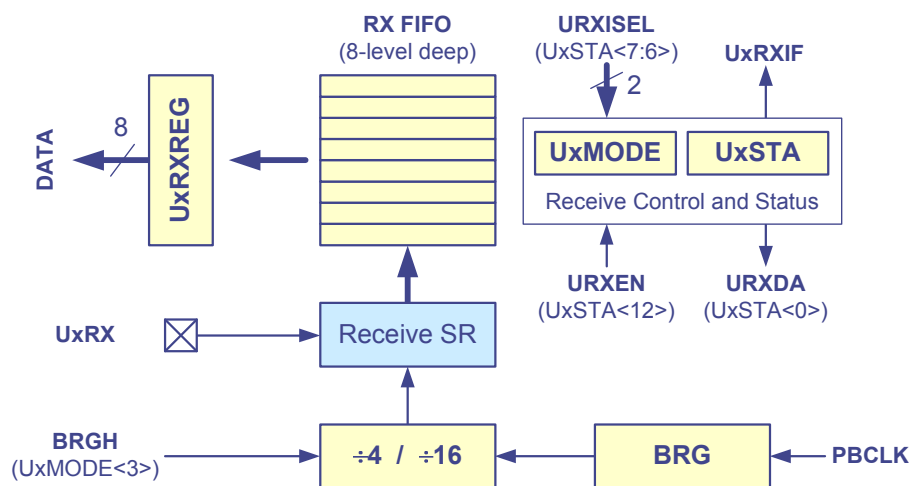 RX FIFO
(8-level deep)
URXISEL
(UxSTA<7:6>)
UxRXIF
2
DATA
8
UxRXREG
UxMODE
UxSTA
Receive Control and Status
URXEN
(UxSTA<12>)
URXDA
(UxSTA<0>)
UxRX
Receive SR
BRGH
(UxMODE<3>)
÷4 / ÷16
BRG
PBCLK